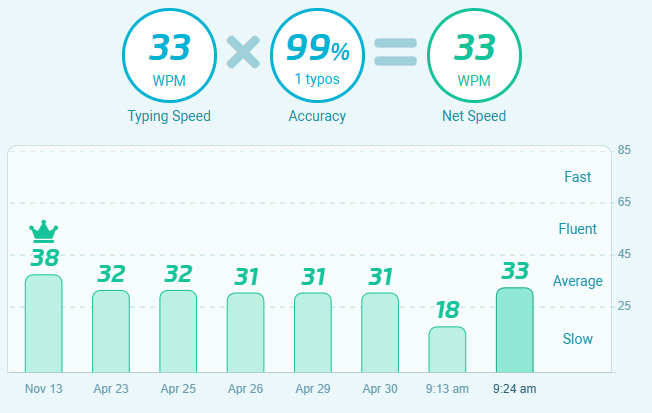 33
WPM
99%
1 typos
33
WPM
Typing Speed
Accuracy
Net Speed
85
Fast
65
Fluent
45
38
32
32
31
31
31
18
33
Average
25
Slow
Nov 13
Apr 23
Apr 25
Apr 26
Apr 29
Apr 30
9:13 am
9:24 am